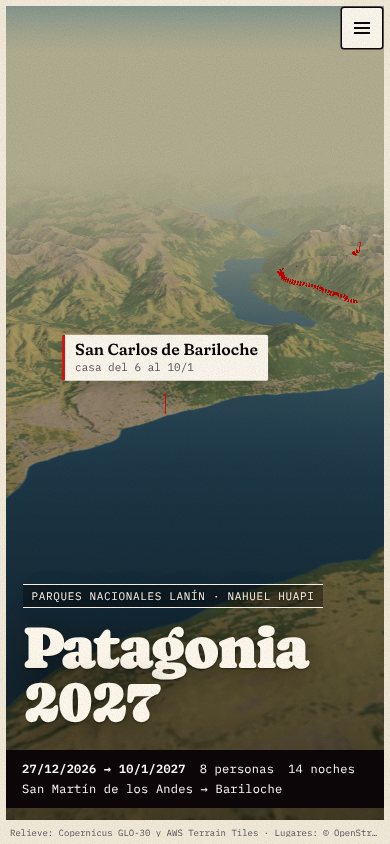 San Carlos de Bariloche
casa del 6 al 10/1
PARQUES NACIONALES LANÍN · NAHUEL HUAPI
Patagonia
2027
27/12/2026 → 10/1/2027 8 personas 14 noches
San Martín de los Andes → Bariloche
Relieve: Copernicus GLO-30 y AWS Terrain Tiles · Lugares: © OpenStr…